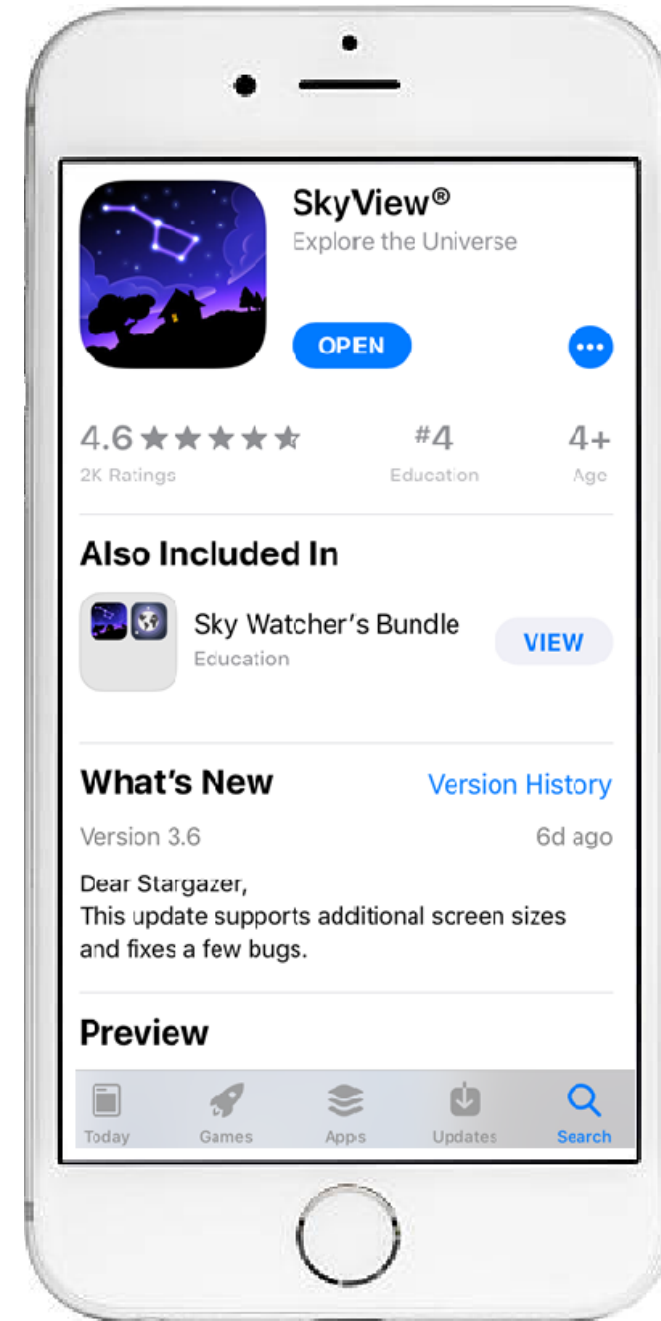 SkyView®
Explore the Universe
OPEN
4.6
#4
4+
2K Ratings
Education
Age
Also Included In
Sky Watcher's Bundle
Education
VIEW
What's New
Version History
Version 3.6
6d ago
Dear Stargazer,
This update supports additional screen sizes
and fixes a few bugs.
Preview
Today
Games
Apps
Updates
Search